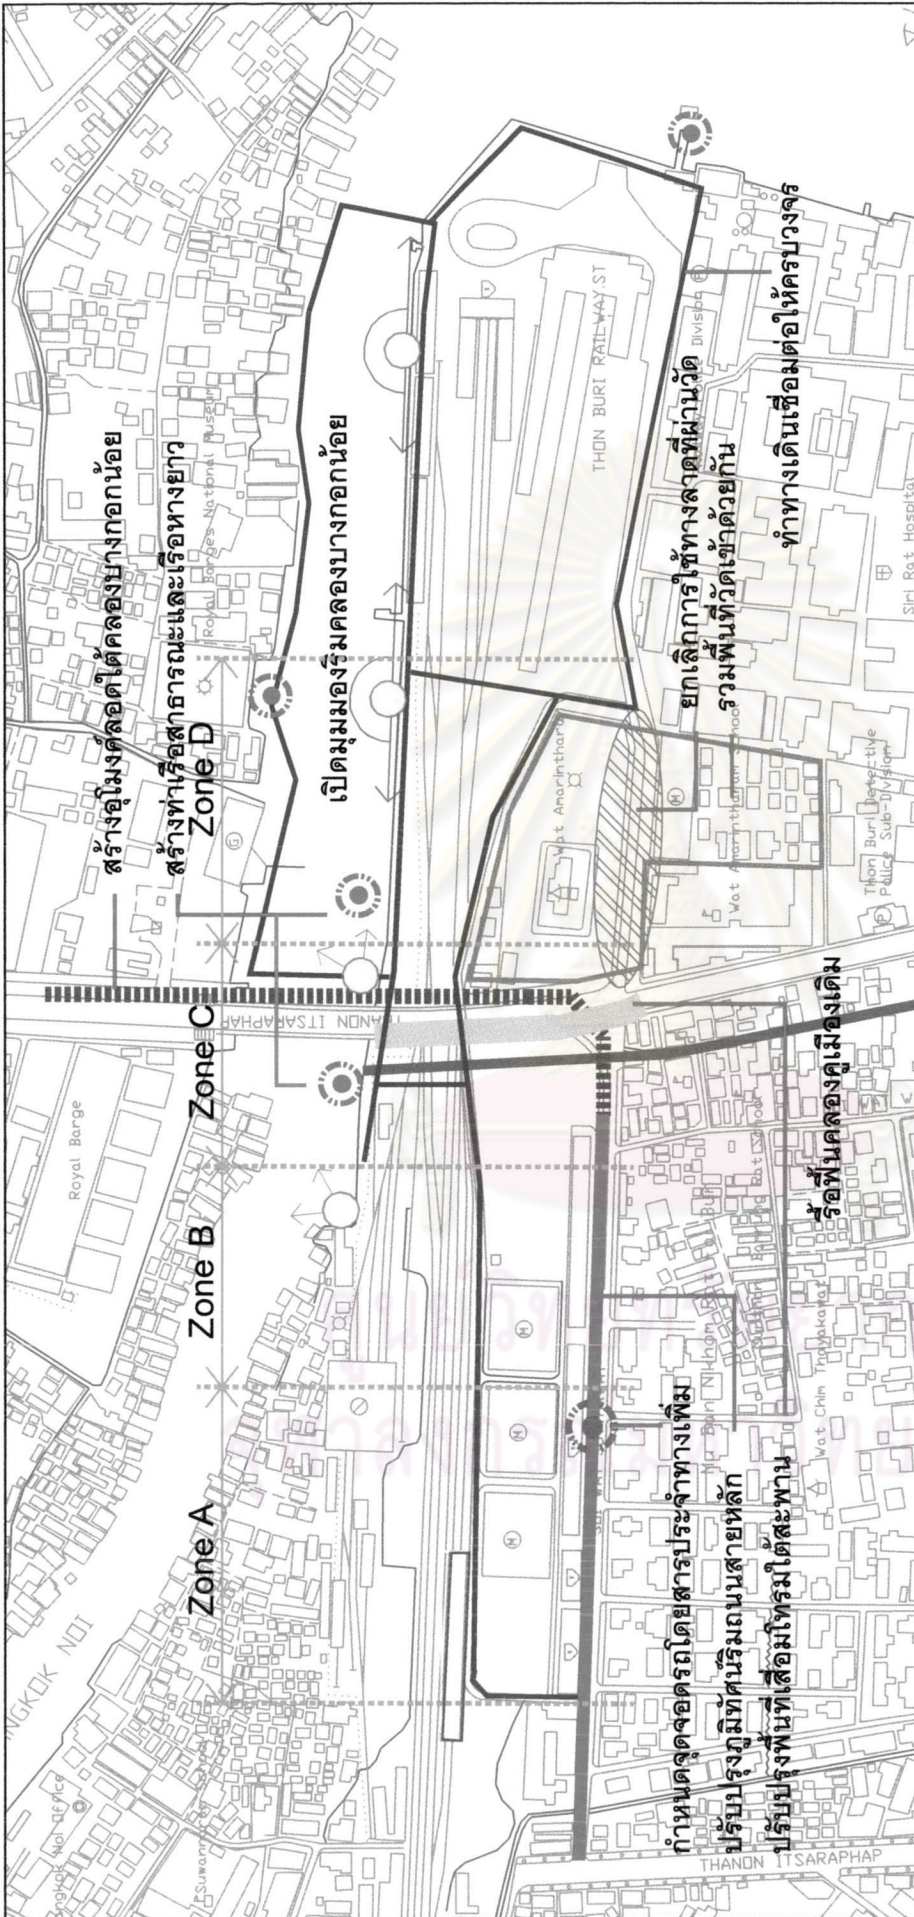 สร้างอุโมงค์ลอดใต้คลองบางกอกน้อย
สร้างท่าเรือสาธารณะและเรือหางยาว
Zone A
Zone B
Zone C
Zone D
เปิดมุมมองริมคลองบางกอกน้อย
Royal Barges National Museum
Royal Barge
THANON ITSARAPHAP
THON BURI RAILWAY ST
Wat Amarinthara
ยกเลิกการใช้ทางลาดที่ผ่านวัด
รวมพื้นที่วัดเข้าด้วยกัน
ทำทางเดินเชื่อมต่อให้ครบวงจร
Siri Rat Hospital
Thon Buri Detective
Police Sub-Division
รื้อฟื้นคลองคูเมืองเดิม
กำหนดจุดจอดรถโดยสารประจำทางเพิ่ม
ปรับปรุงภูมิทัศน์ริมถนนสายหลัก
ปรับปรุงพื้นที่เสื่อมโทรมใต้สะพาน
THANON ITSARAPHAP